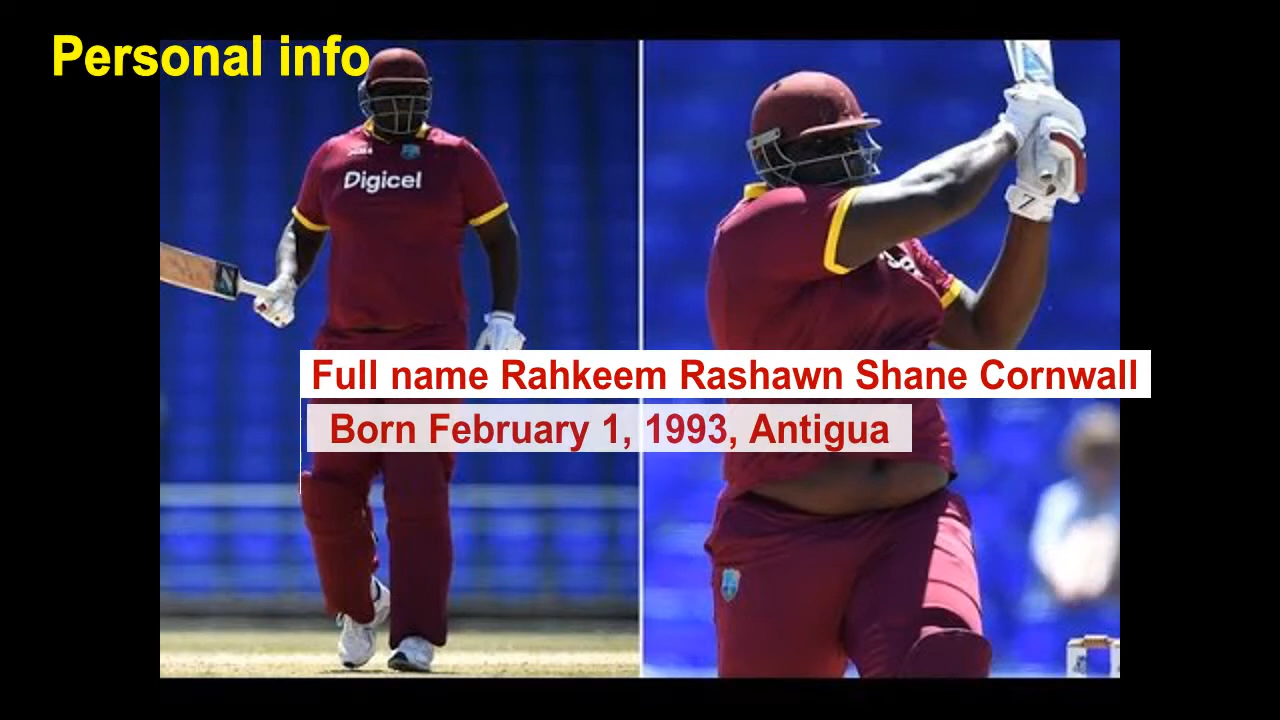 Personal info
Digicel
Full name Rahkeem Rashawn Shane Cornwall
Born February 1, 1993, Antigua